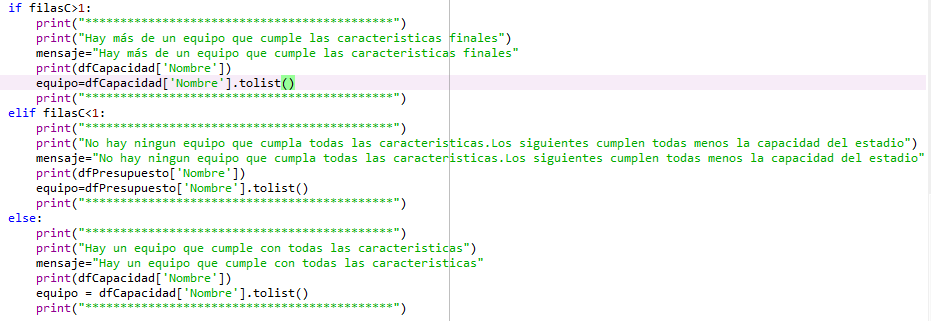 if filasC>1:
    print("********************************************")
    print("Hay más de un equipo que cumple las caracteristicas finales")
    mensaje="Hay más de un equipo que cumple las caracteristicas finales"
    print(dfCapacidad['Nombre'])
    equipo=dfCapacidad['Nombre'].tolist()
    print("********************************************")
elif filasC<1:
    print("********************************************")
    print("No hay ningun equipo que cumpla todas las caracteristicas.Los siguientes cumplen todas menos la capacidad del estadio")
    mensaje="No hay ningun equipo que cumpla todas las caracteristicas.Los siguientes cumplen todas menos la capacidad del estadio"
    print(dfPresupuesto['Nombre'])
    equipo=dfPresupuesto['Nombre'].tolist()
    print("********************************************")
else:
    print("********************************************")
    print("Hay un equipo que cumple con todas las caracteristicas")
    mensaje="Hay un equipo que cumple con todas las caracteristicas"
    print(dfCapacidad['Nombre'])
    equipo = dfCapacidad['Nombre'].tolist()
    print("********************************************")